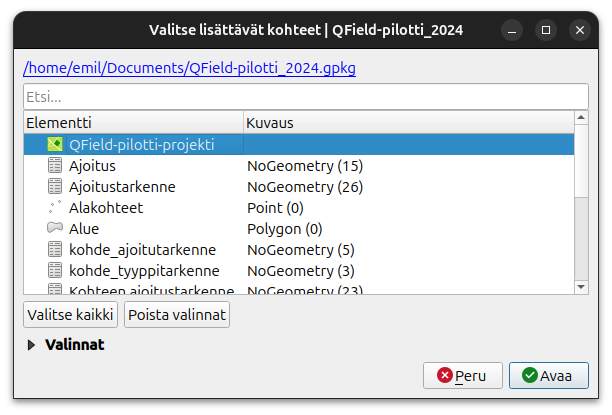 Valitse lisättävät kohteet | QField-pilotti_2024
/home/emil/Documents/QField-pilotti_2024.gpkg
Etsi...
Elementti Kuvaus
QField-pilotti-projekti
Ajoitus NoGeometry (15)
Ajoitustarkenne NoGeometry (26)
Alakohteet Point (0)
Alue Polygon (0)
kohde_ajoitutarkenne NoGeometry (5)
kohde_tyyppitarkenne NoGeometry (3)
Kohteen ajoitustarkenne NoGeometry (23)
Valitse kaikki Poista valinnat
Valinnat
Peru Avaa